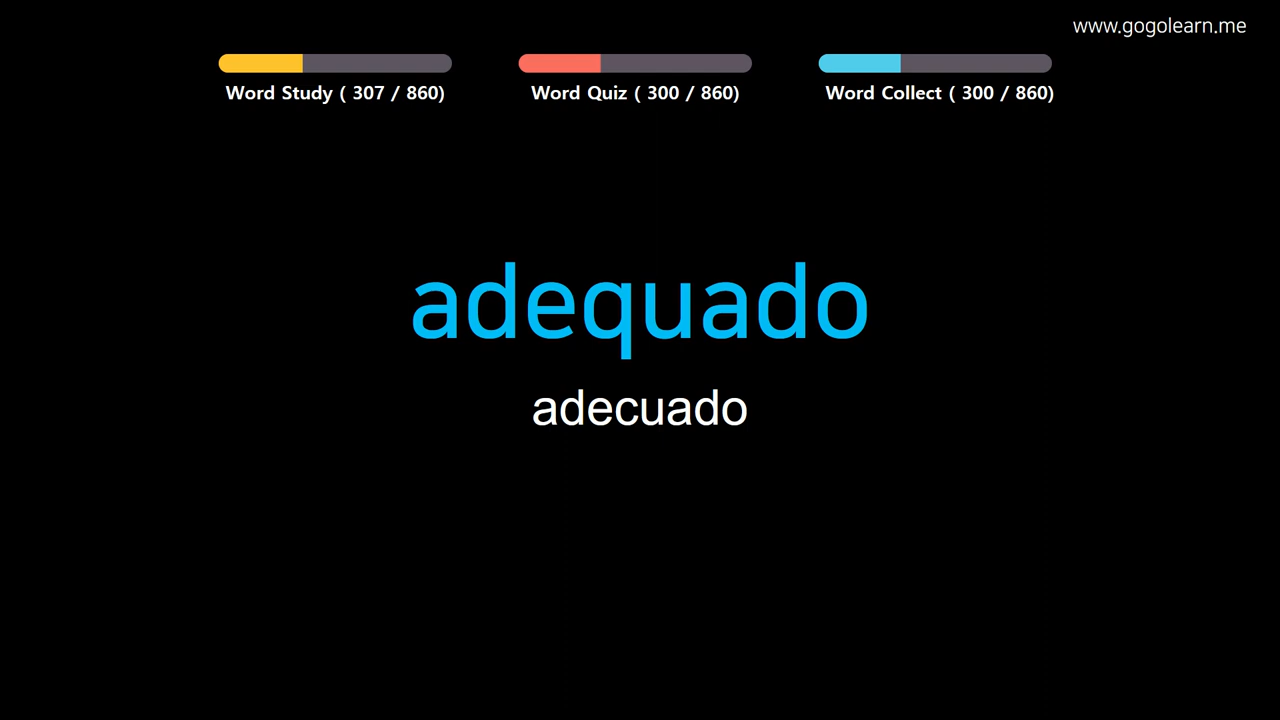 www.gogolearn.me
Word Study ( 307 / 860)
Word Quiz ( 300 / 860)
Word Collect ( 300 / 860)
adequado
adecuado